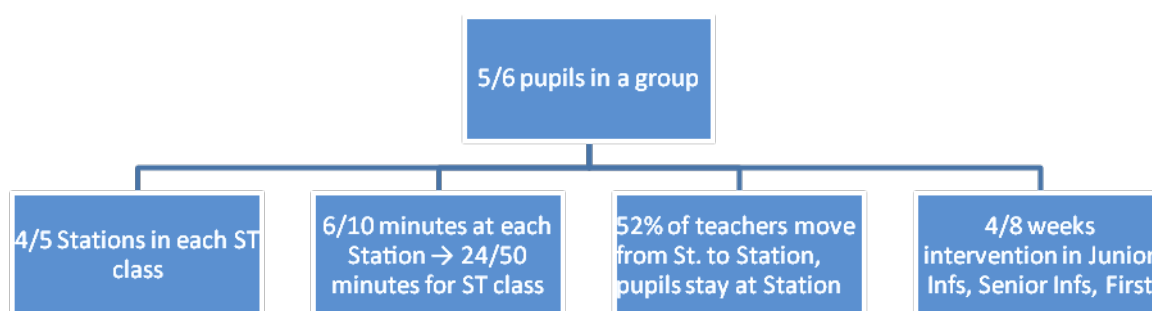 5/6 pupils in a group
4/5 Stations in each ST
class
6/10 minutes at each
Station → 24/50
minutes for ST class
52% of teachers move
from St. to Station,
pupils stay at Station
4/8 weeks
intervention in Junior
Infs, Senior Infs, First